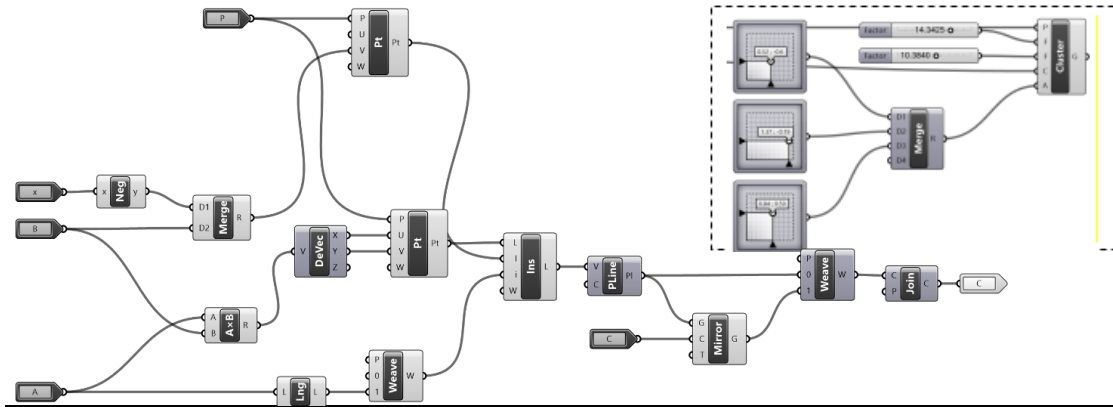 P
P
U
V
W
Pt
Pt
x
x
Neg
y
D1
D2
Merge
R
B
V
DeVec
X
Y
Z
P
U
V
W
Pt
Pt
A
B
A×B
R
L
I
i
W
Ins
L
A
L
Lng
L
P
0
1
Weave
W
V
C
PLine
Pl
C
G
C
T
Mirror
G
P
0
1
Weave
W
C
P
Join
C
C
Factor
14.3425
Factor
10.3840
P
F
F
C
A
Cluster
G
D1
D2
D3
D4
Merge
R